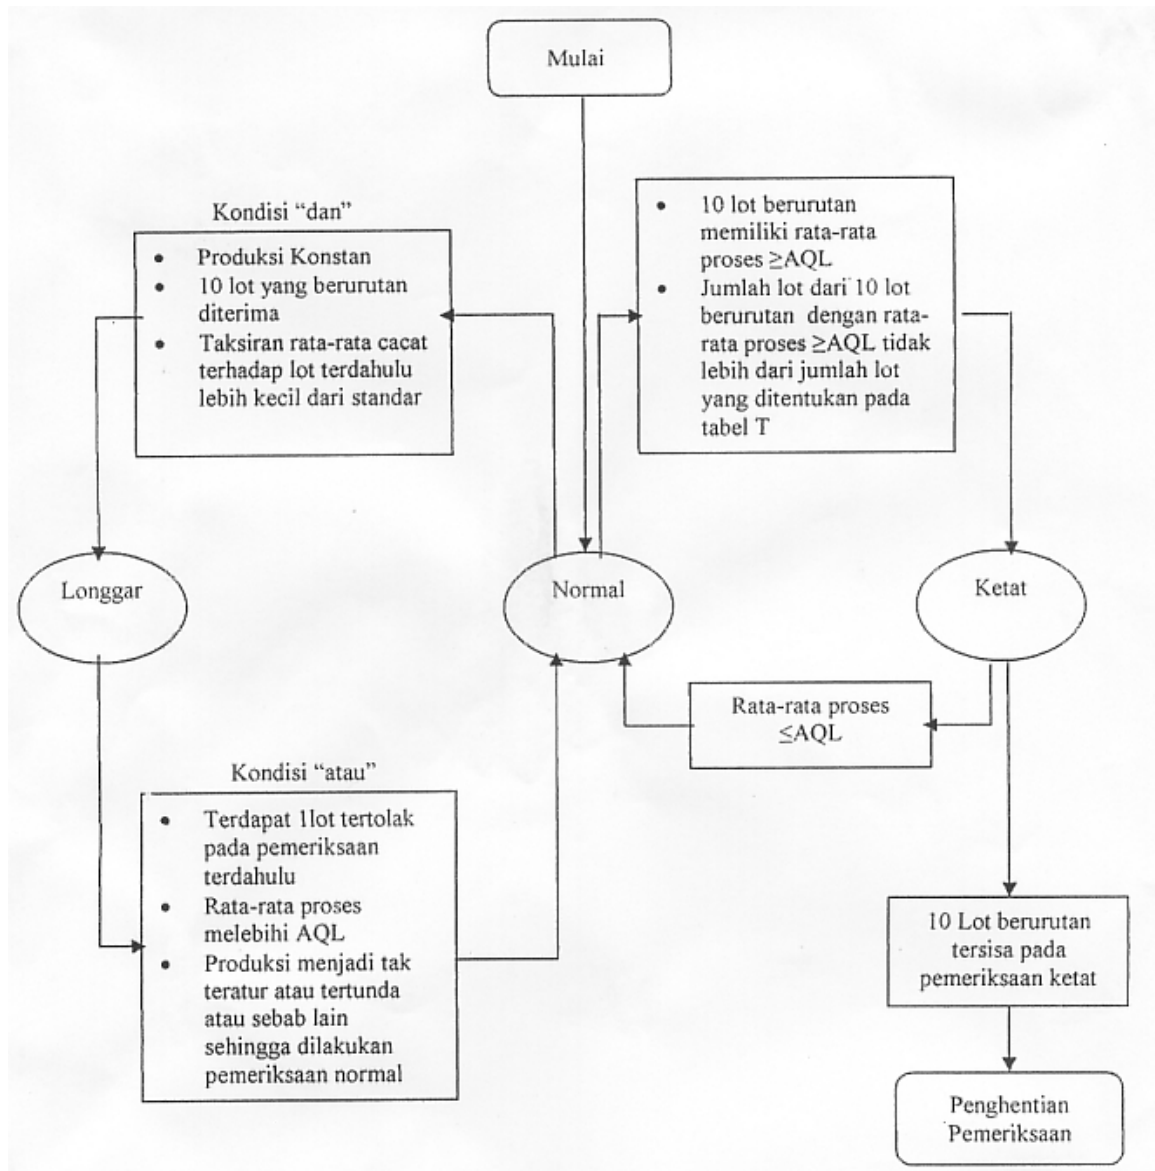 Mulai
Kondisi “dan”
• Produksi Konstan
• 10 lot yang berurutan
diterima
• Taksiran rata-rata cacat
terhadap lot terdahulu
lebih kecil dari standar
• 10 lot berurutan
memiliki rata-rata
proses ≥AQL
• Jumlah lot dari 10 lot
berurutan dengan rata-
rata proses ≥AQL tidak
lebih dari jumlah lot
yang ditentukan pada
tabel T
Longgar
Normal
Ketat
Rata-rata proses
≤AQL
Kondisi “atau”
• Terdapat 1lot tertolak
pada pemeriksaan
terdahulu
• Rata-rata proses
melebihi AQL
• Produksi menjadi tak
teratur atau tertunda
atau sebab lain
sehingga dilakukan
pemeriksaan normal
10 Lot berurutan
tersisa pada
pemeriksaan ketat
Penghentian
Pemeriksaan